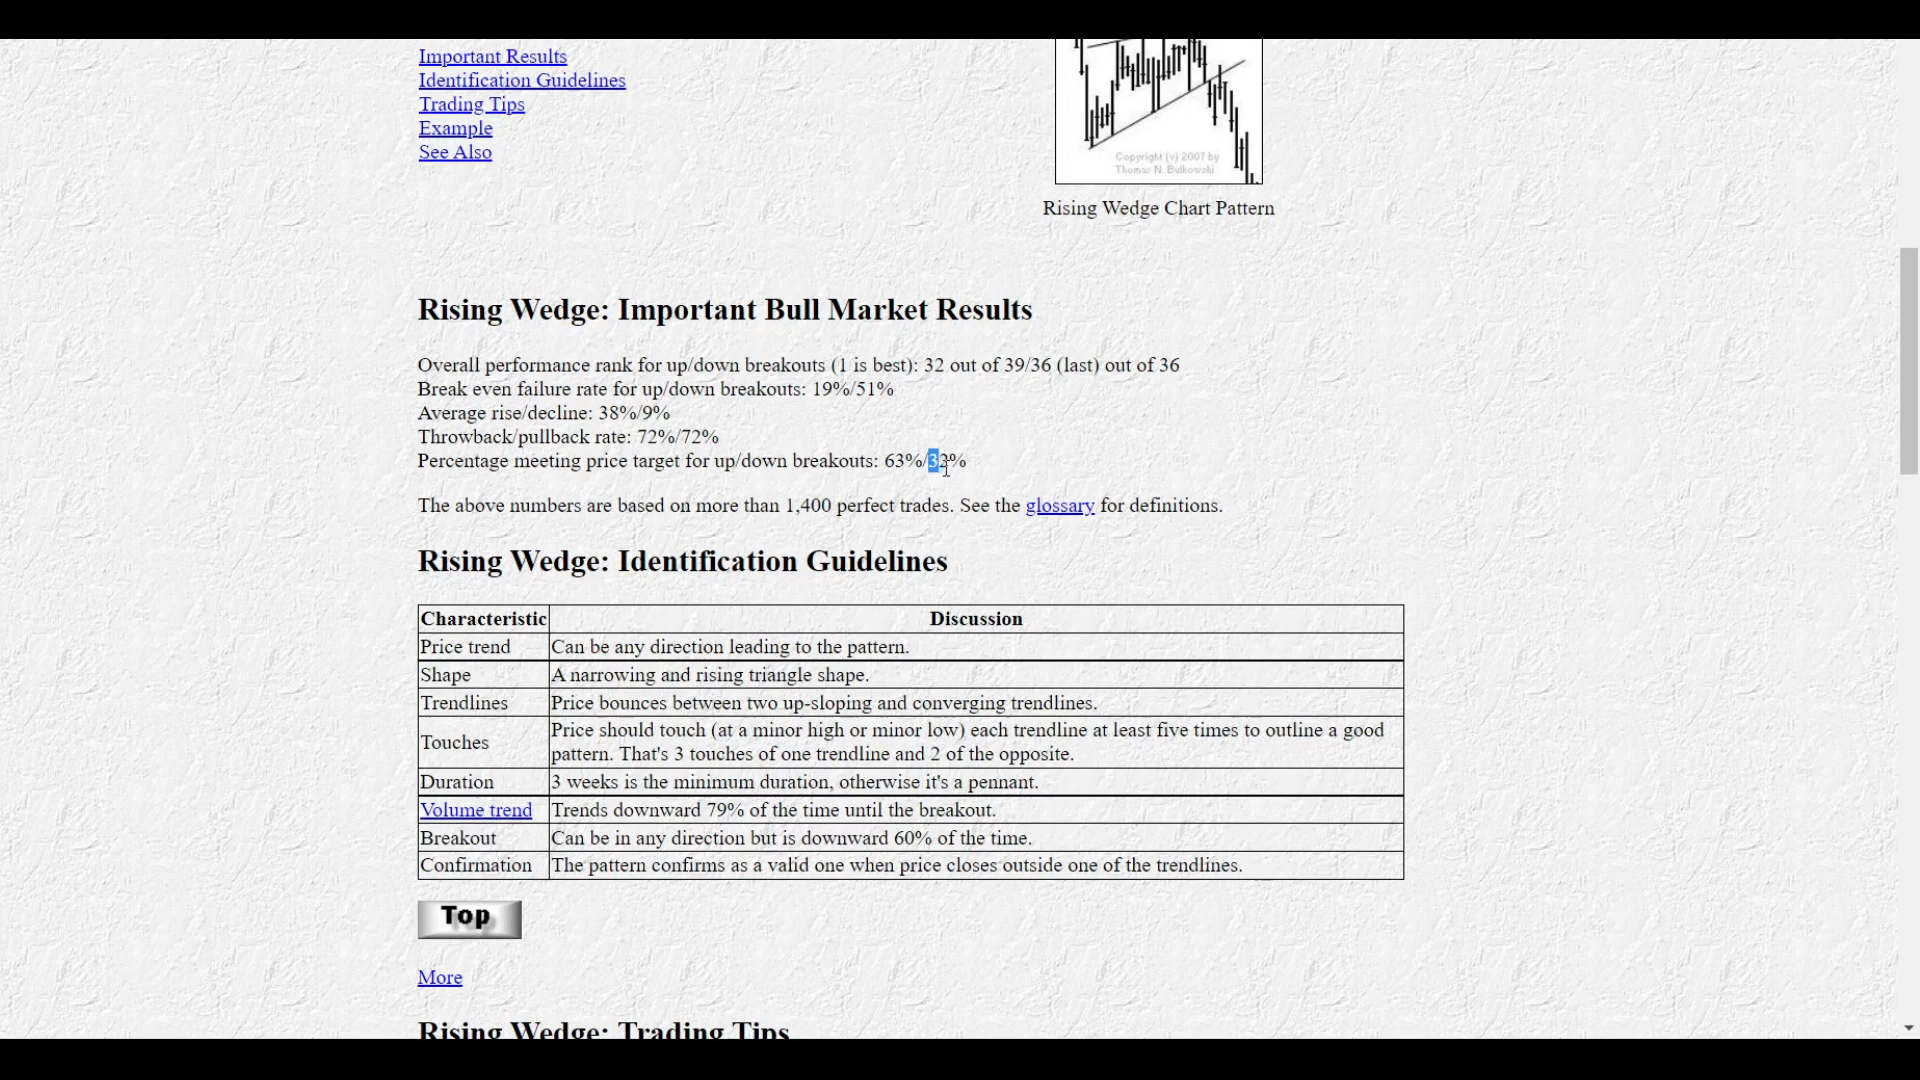 Important Results
Identification Guidelines
Trading Tips
Example
See Also
Copyright (v) 2007 by
Thomas N. Bulkowski
Rising Wedge Chart Pattern
Rising Wedge: Important Bull Market Results
Overall performance rank for up/down breakouts (1 is best): 32 out of 39/36 (last) out of 36
Break even failure rate for up/down breakouts: 19%/51%
Average rise/decline: 38%/9%
Throwback/pullback rate: 72%/72%
Percentage meeting price target for up/down breakouts: 63%/32%
The above numbers are based on more than 1,400 perfect trades. See the glossary for definitions.
Rising Wedge: Identification Guidelines
Characteristic Discussion
Price trend Can be any direction leading to the pattern.
Shape A narrowing and rising triangle shape.
Trendlines Price bounces between two up-sloping and converging trendlines.
Touches Price should touch (at a minor high or minor low) each trendline at least five times to outline a good
pattern. That's 3 touches of one trendline and 2 of the opposite.
Duration 3 weeks is the minimum duration, otherwise it's a pennant.
Volume trend Trends downward 79% of the time until the breakout.
Breakout Can be in any direction but is downward 60% of the time.
Confirmation The pattern confirms as a valid one when price closes outside one of the trendlines.
Top
More
Rising Wedge: Trading Tips